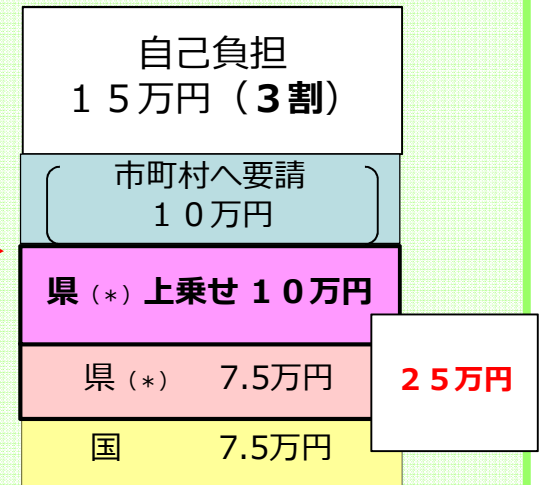 自己負担
１５万円（３割）
市町村へ要請
１０万円
県（*）上乗せ１０万円
県（*） 7.5万円
２５万円
国 7.5万円